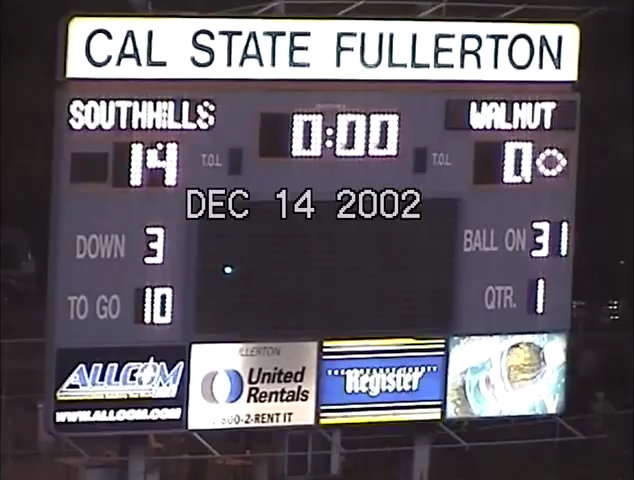 CAL STATE FULLERTON
SOUTHHILLS 0:00 WALNUT
14 T.O.L T.O.L 0
DEC 14 2002
DOWN 3 BALL ON 31
TO GO 10 QTR. 1
ALLCOM
WWW.ALLCOM.COM
United
Rentals
800-2-RENT IT
Register